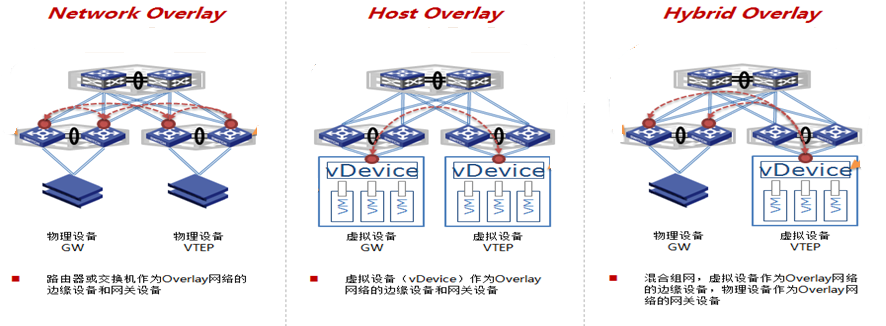 Network Overlay
物理设备
GW
物理设备
VTEP
■ 路由器或交换机作为Overlay网络的
边缘设备和网关设备
Host Overlay
vDevice
VM
VM
VM
vDevice
VM
VM
VM
虚拟设备
GW
虚拟设备
VTEP
■ 虚拟设备（vDevice）作为Overlay
网络的边缘设备和网关设备
Hybrid Overlay
vDevice
VM
VM
VM
物理设备
GW
虚拟设备
VTEP
■ 混合组网，虚拟设备作为Overlay网络
的边缘设备，物理设备作为Overlay网
络的网关设备